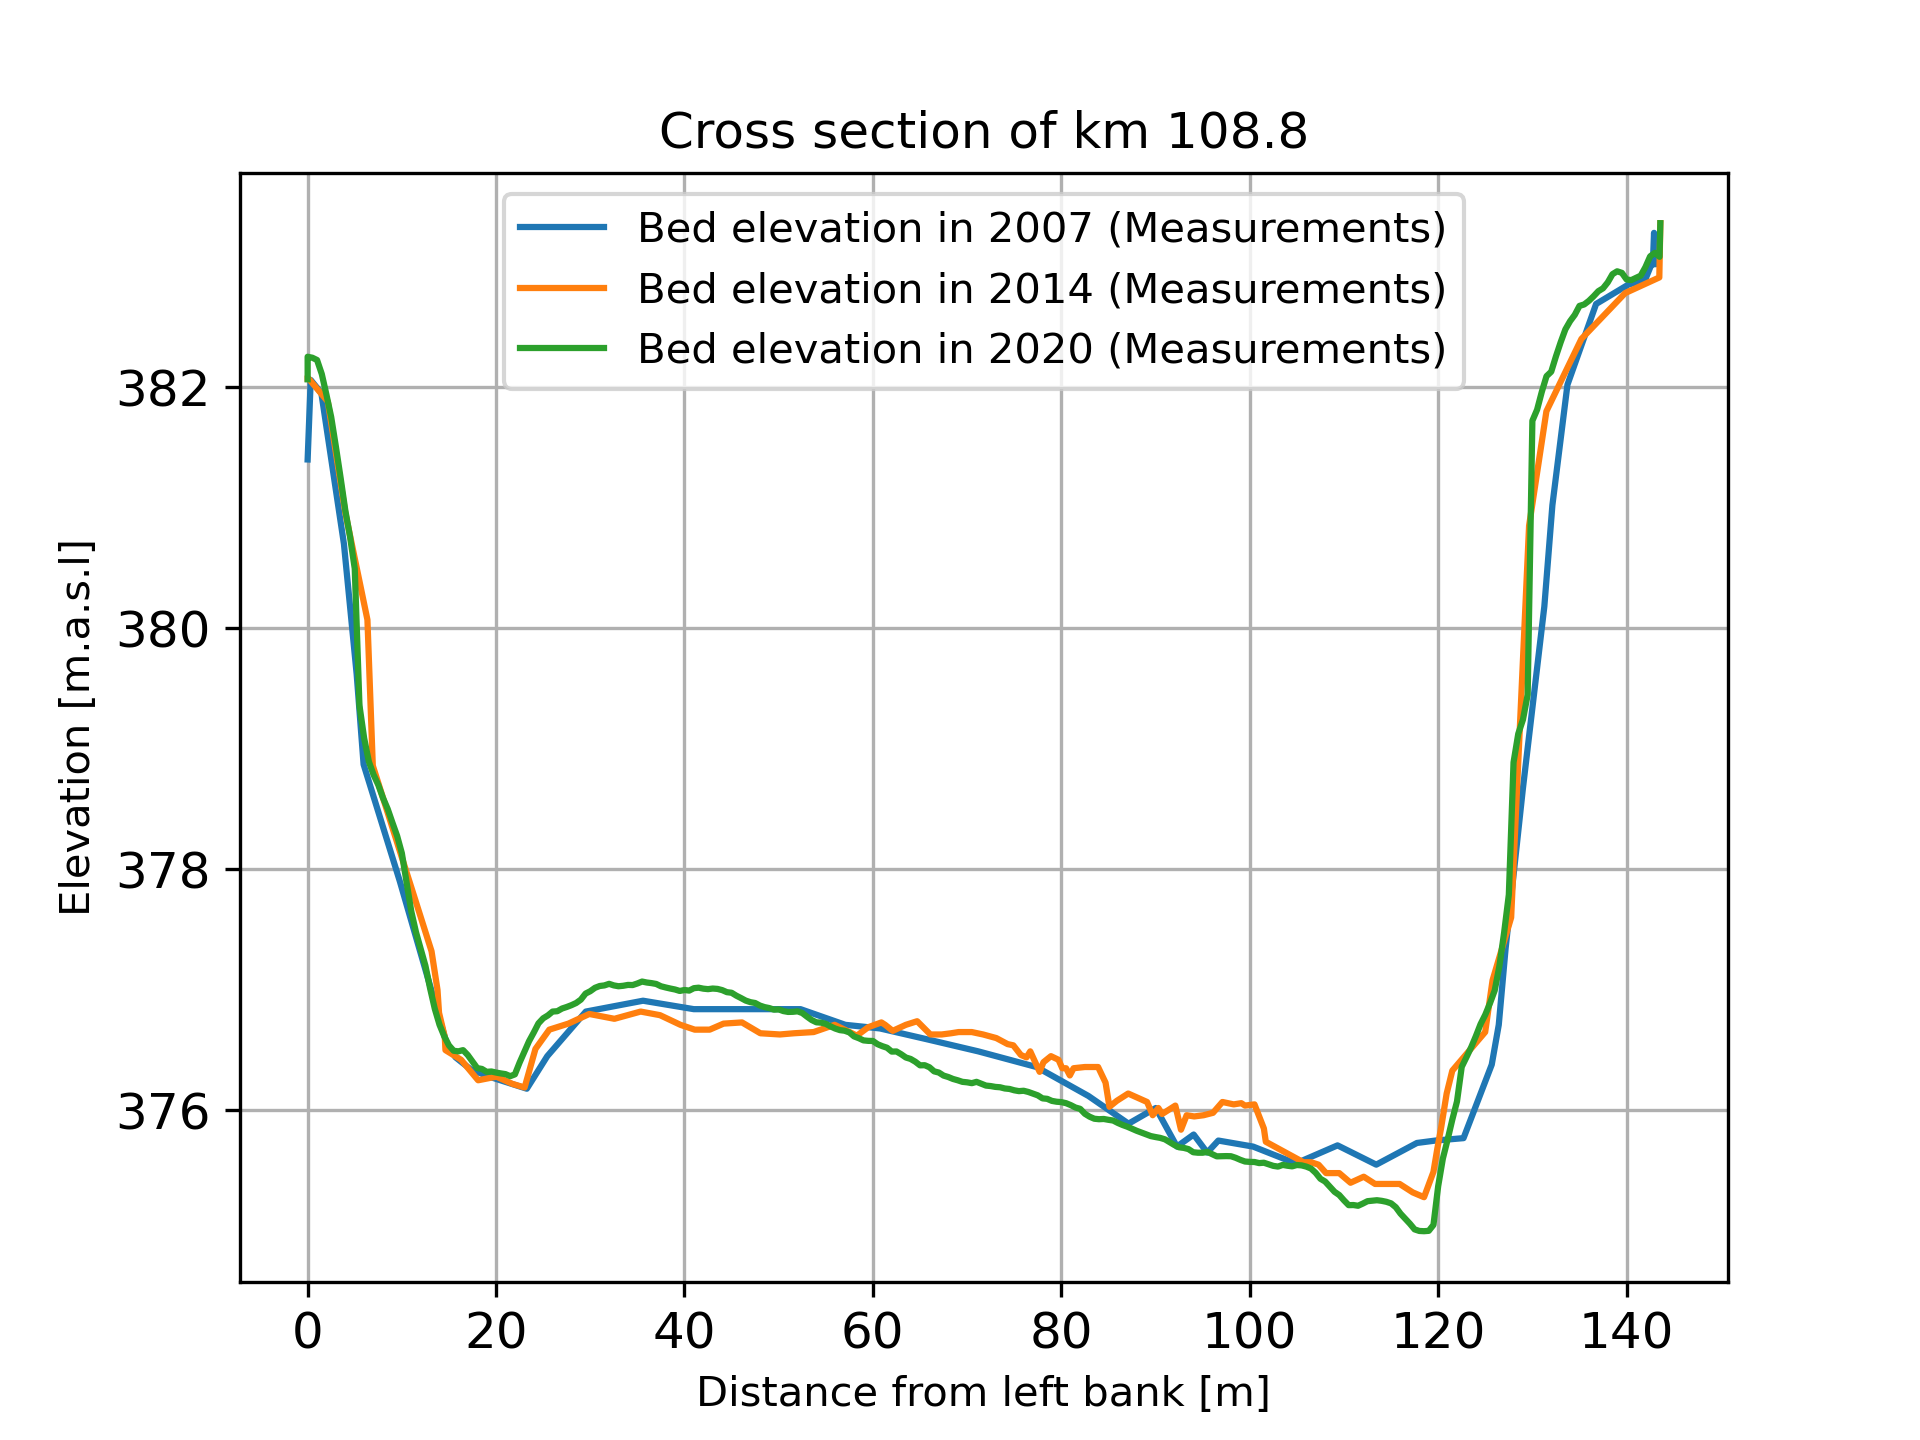 Cross section of km 108.8
Bed elevation in 2007 (Measurements)
Bed elevation in 2014 (Measurements)
Bed elevation in 2020 (Measurements)
Elevation [m.a.s.l]
382
380
378
376
0 20 40 60 80 100 120 140
Distance from left bank [m]